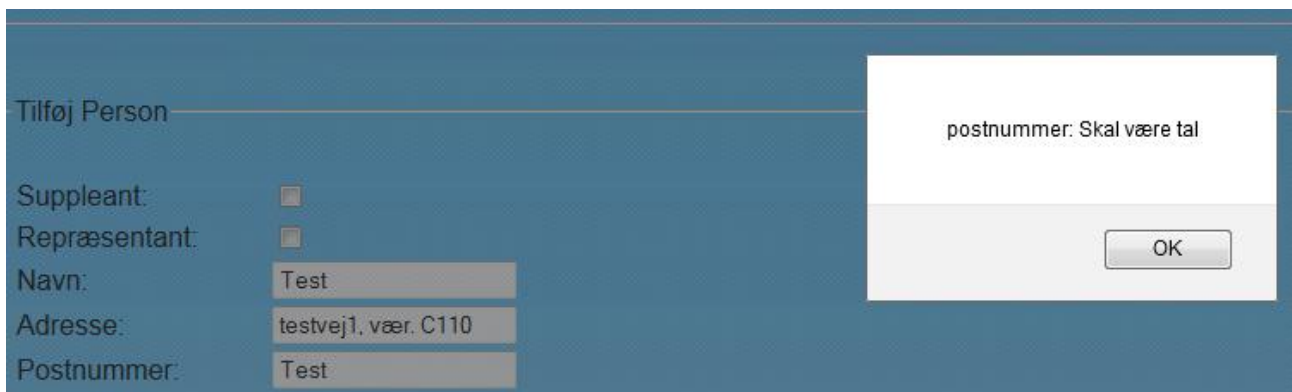 Tilføj Person
postnummer: Skal være tal
OK
Suppleant:
Repræsentant:
Navn: Test
Adresse: testvej1, vær. C110
Postnummer: Test